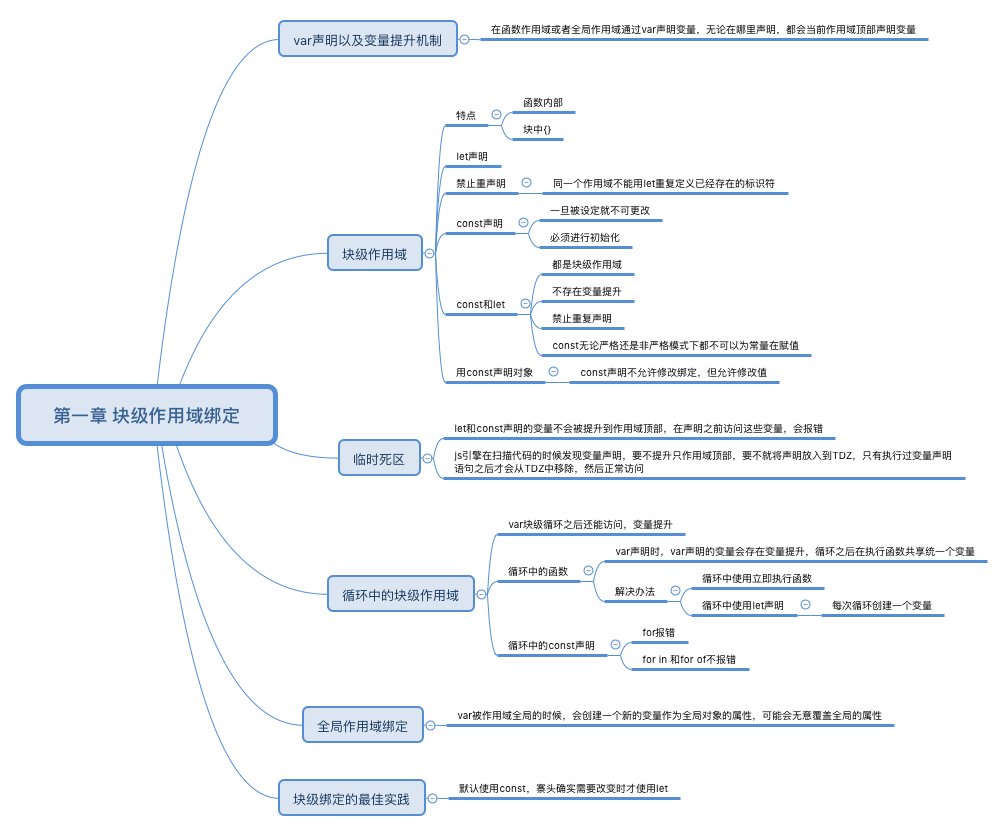 第一章 块级作用域绑定
var声明以及变量提升机制
在函数作用域或者全局作用域通过var声明变量，无论在哪里声明，都会当前作用域顶部声明变量
块级作用域
特点
函数内部
块中{}
let声明
禁止重声明
同一个作用域不能用let重复定义已经存在的标识符
const声明
一旦被设定就不可更改
必须进行初始化
const和let
都是块级作用域
不存在变量提升
禁止重复声明
const无论严格还是非严格模式下都不可以为常量在赋值
用const声明对象
const声明不允许修改绑定，但允许修改值
临时死区
let和const声明的变量不会被提升到作用域顶部，在声明之前访问这些变量，会报错
js引擎在扫描代码的时候发现变量声明，要不提升只作用域顶部，要不就将声明放入到TDZ，只有执行过变量声明
语句之后才会从TDZ中移除，然后正常访问
循环中的块级作用域
var块级循环之后还能访问，变量提升
循环中的函数
var声明时，var声明的变量会存在变量提升，循环之后在执行函数共享统一个变量
解决办法
循环中使用立即执行函数
循环中使用let声明
每次循环创建一个变量
循环中的const声明
for报错
for in 和for of不报错
全局作用域绑定
var被作用域全局的时候，会创建一个新的变量作为全局对象的属性，可能会无意覆盖全局的属性
块级绑定的最佳实践
默认使用const，寨头确实需要改变时才使用let